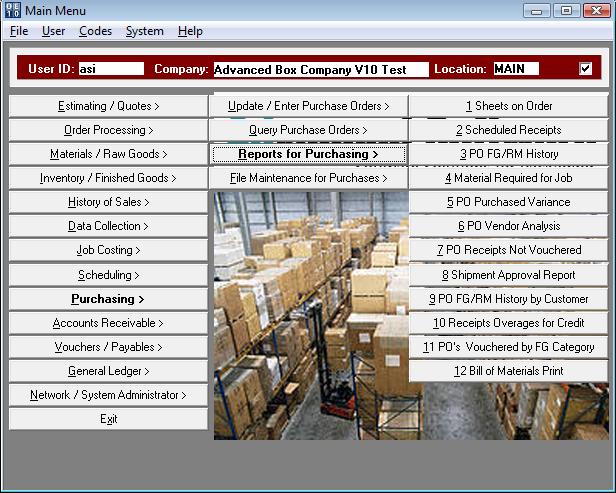 OE
10
Main Menu
File User Codes System Help
User ID: asi Company: Advanced Box Company V10 Test Location: MAIN
Estimating / Quotes >
Order Processing >
Materials / Raw Goods >
Inventory / Finished Goods >
History of Sales >
Data Collection >
Job Costing >
Scheduling >
Purchasing >
Accounts Receivable >
Vouchers / Payables >
General Ledger >
Network / System Administrator >
Exit
Update / Enter Purchase Orders >
Query Purchase Orders >
Reports for Purchasing >
File Maintenance for Purchases >
1 Sheets on Order
2 Scheduled Receipts
3 PO FG/RM History
4 Material Required for Job
5 PO Purchased Variance
6 PO Vendor Analysis
7 PO Receipts Not Vouchered
8 Shipment Approval Report
9 PO FG/RM History by Customer
10 Receipts Overages for Credit
11 PO's Vouchered by FG Category
12 Bill of Materials Print